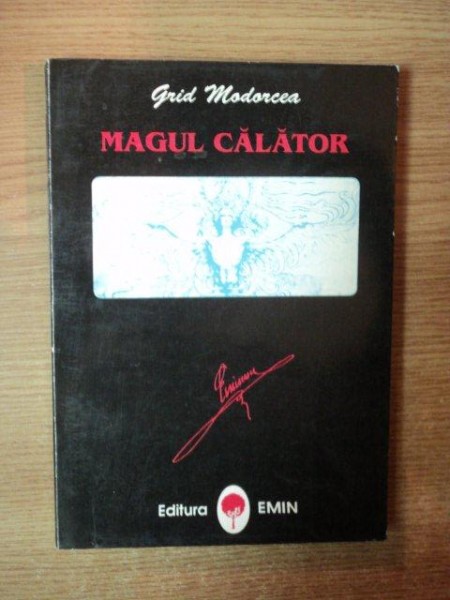 Grid Modorcea
MAGUL CĂLĂTOR
Editura EMIN